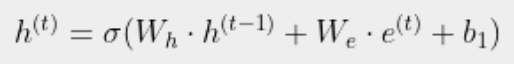 h^{(t)} = σ(W_h · h^{(t−1)} + W_e · e^{(t)} + b_1)